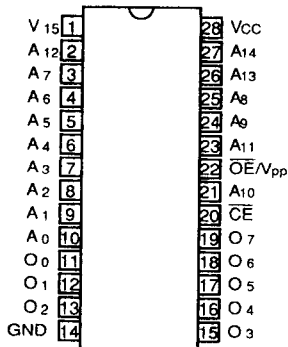 V15 1 28 VCC
A12 2 27 A14
A7 3 26 A13
A6 4 25 A8
A5 5 24 A9
A4 6 23 A11
A3 7 22 O̅E̅/Vpp
A2 8 21 A10
A1 9 20 C̅E̅
A0 10 19 O7
O0 11 18 O6
O1 12 17 O5
O2 13 16 O4
GND 14 15 O3